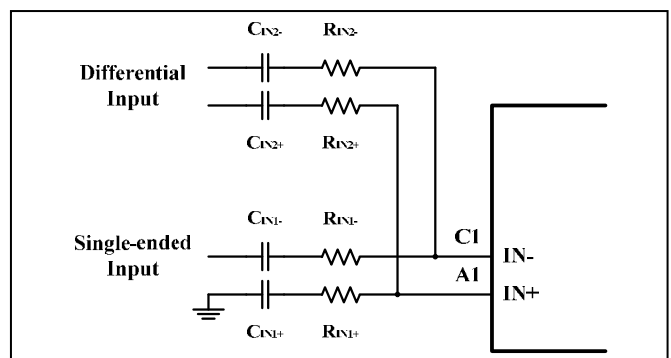 CIN2- RIN2-
Differential
Input
CIN2+ RIN2+
CIN1- RIN1-
Single-ended
Input
C1
IN-
A1
IN+
CIN1+ RIN1+